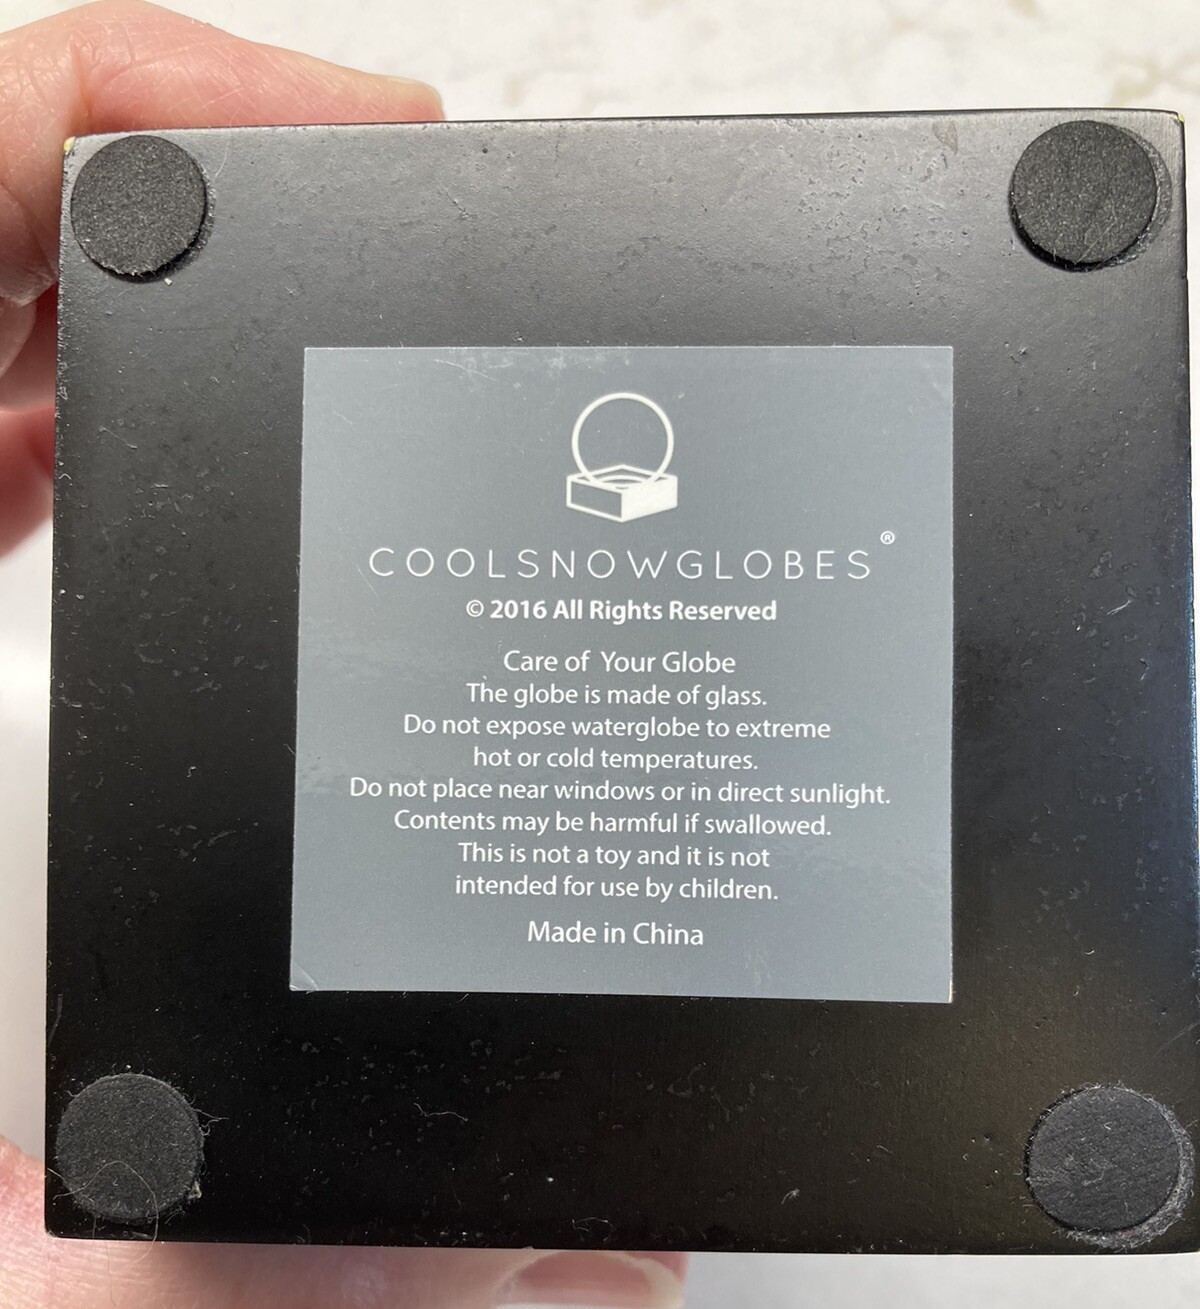 COOLSNOWGLOBES®
© 2016 All Rights Reserved
Care of Your Globe
The globe is made of glass.
Do not expose waterglobe to extreme
hot or cold temperatures.
Do not place near windows or in direct sunlight.
Contents may be harmful if swallowed.
This is not a toy and it is not
intended for use by children.
Made in China